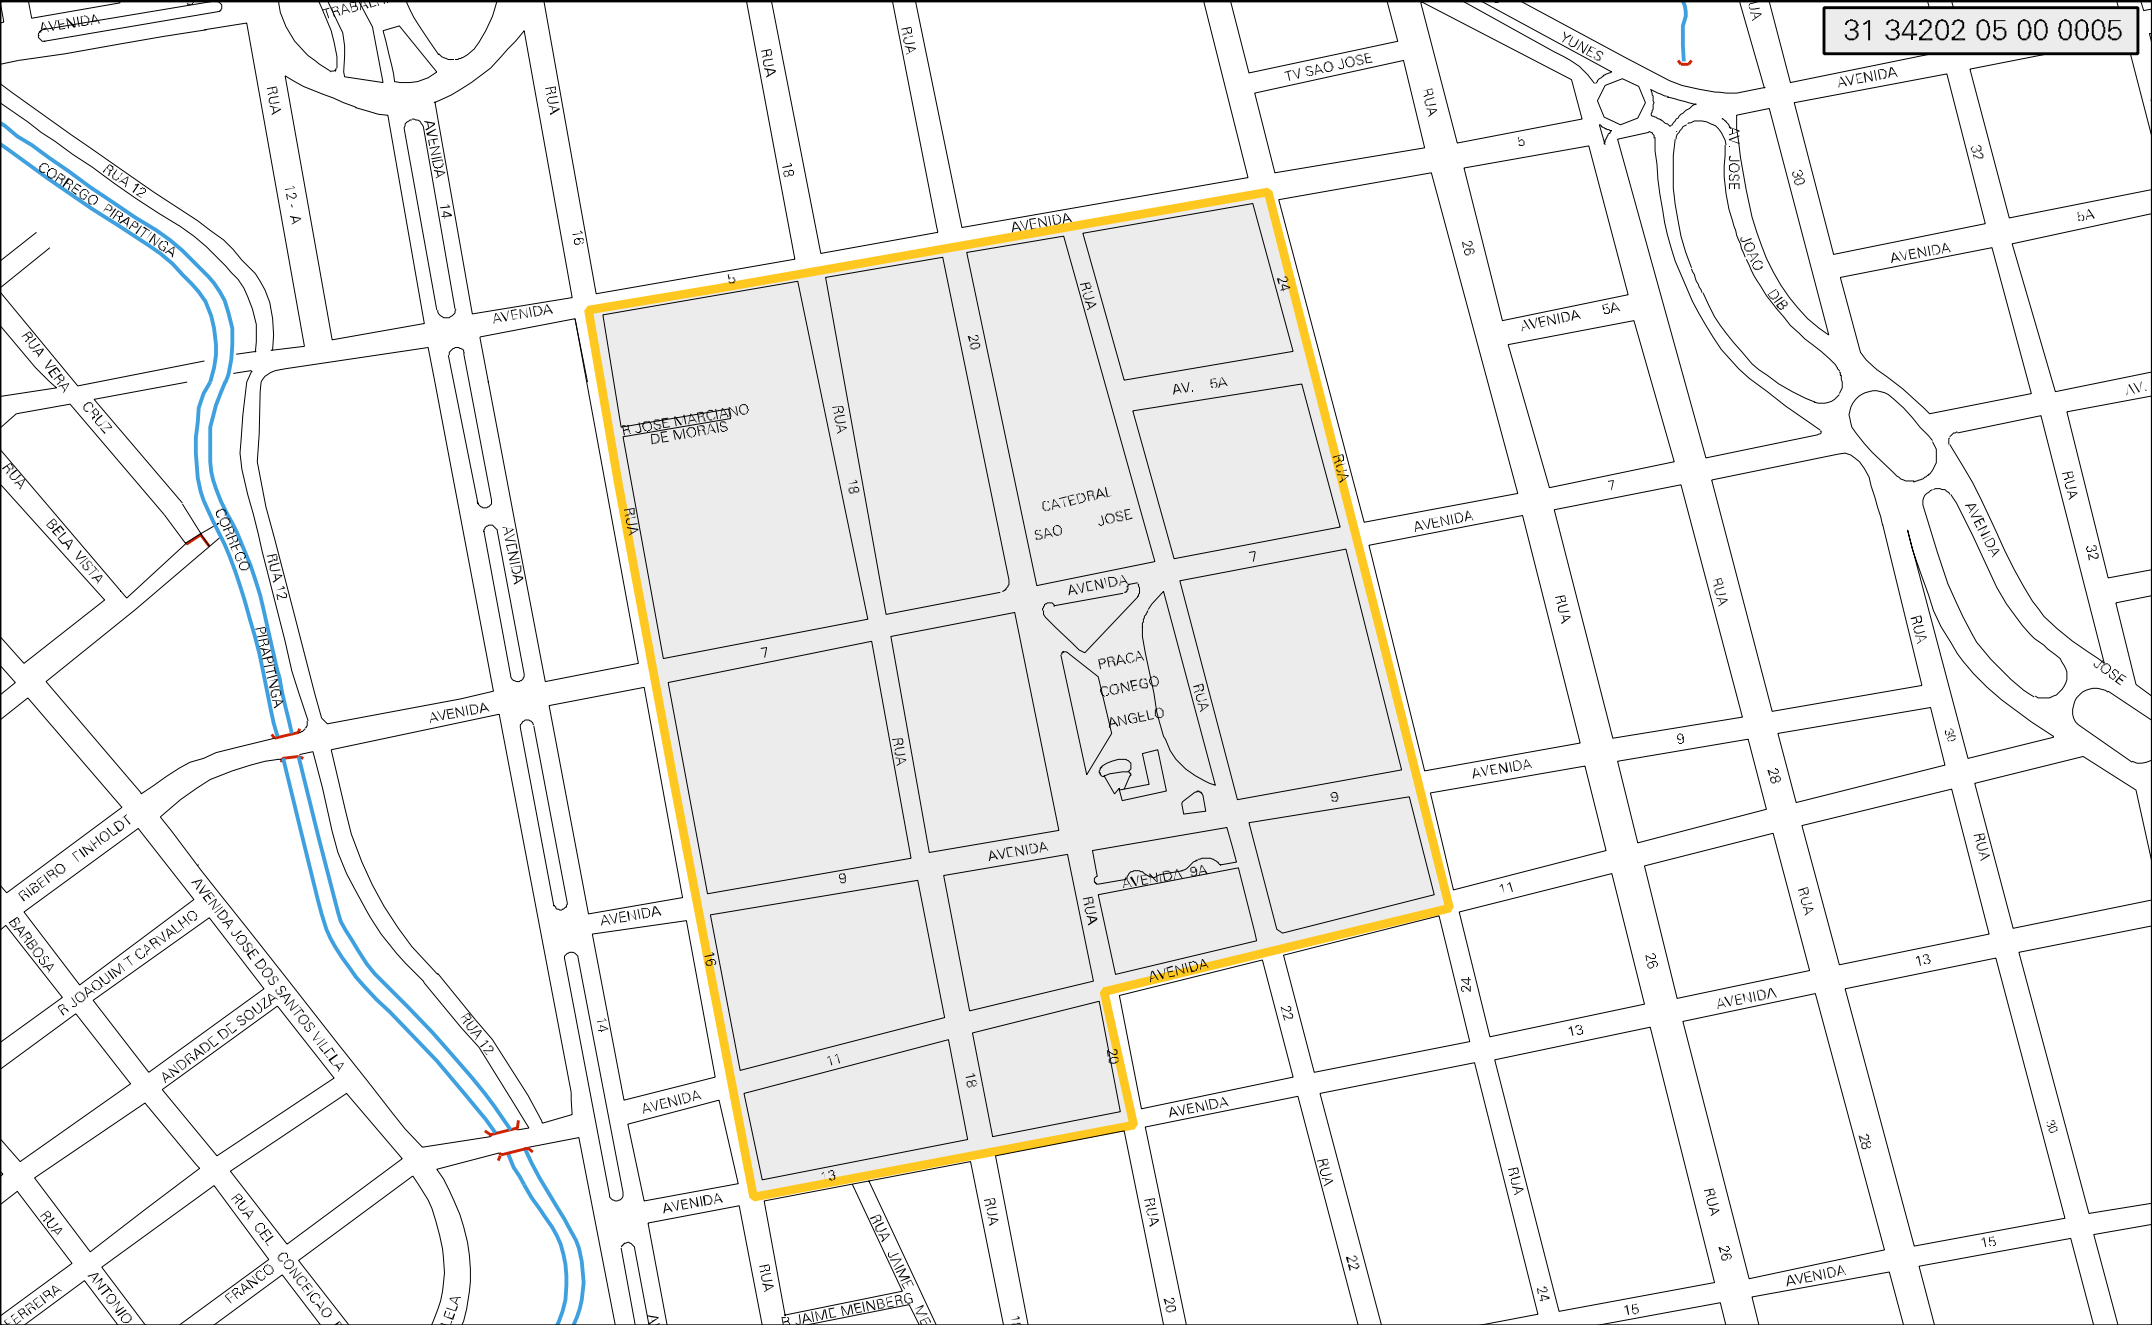 31 34202 05 00 0005
AVENIDA
YUNES
TV SAO JOSE
AVENIDA
RUA
RUA
RUA
RUA
RUA
AVENIDA
14
RUA 12
CORREGO PIRAPITINGA
12 - A
16
18
5
AV. JOSE
JOAO
DIB
30
32
5A
AVENIDA
AVENIDA
5
AVENIDA
24
26
AVENIDA 5A
RUA
20
RUA VERA
CRUZ
AV. 5A
R JOSE MARCIANO
DE MORAIS
RUA
18
RUA
RUA
AV.
RUA
BELA VISTA
CORREGO
RUA 12
PIRAPITINGA
AVENIDA
RUA
CATEDRAL
SAO JOSE
AVENIDA
7
7
AVENIDA
RUA
32
AVENIDA
7
PRACA
CONEGO
ANGELO
RUA
RUA
RUA
RUA
JOSE
AVENIDA
RUA
9
AVENIDA
9
28
30
RIBEIRO TINHOLDT
AVENIDA
9
AVENIDA
AVENIDA 9A
11
RUA
RUA
RUA
BARBOSA
R JOAQUIM T CARVALHO
ANDRADE DE SOUZA
AVENIDA JOSE DOS SANTOS VILELA
RUA 12
16
14
AVENIDA
22
24
26
AVENIDA
13
13
11
18
20
AVENIDA
AVENIDA
AVENIDA
13
28
30
RUA
RUA CEL CONCEICAO
FRANCO
ANTONIO
FERREIRA
RUA
RUA JAIME
R JAIME MEINBERG
RUA
RUA
20
RUA
22
RUA
24
RUA
26
AVENIDA
15
15